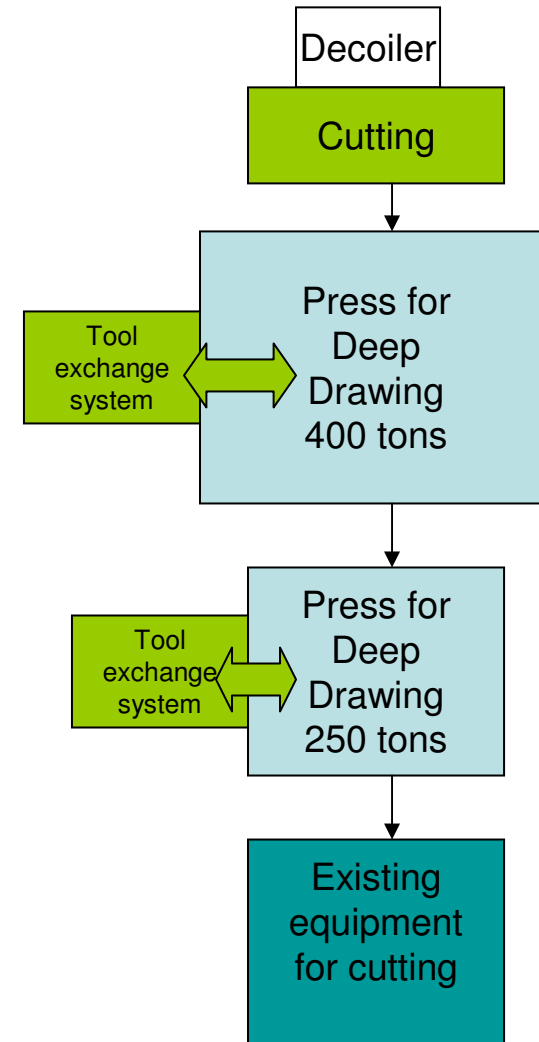 Decoiler
Cutting
Press for
Deep
Drawing
400 tons
Tool
exchange
system
Press for
Deep
Drawing
250 tons
Tool
exchange
system
Existing
equipment
for cutting